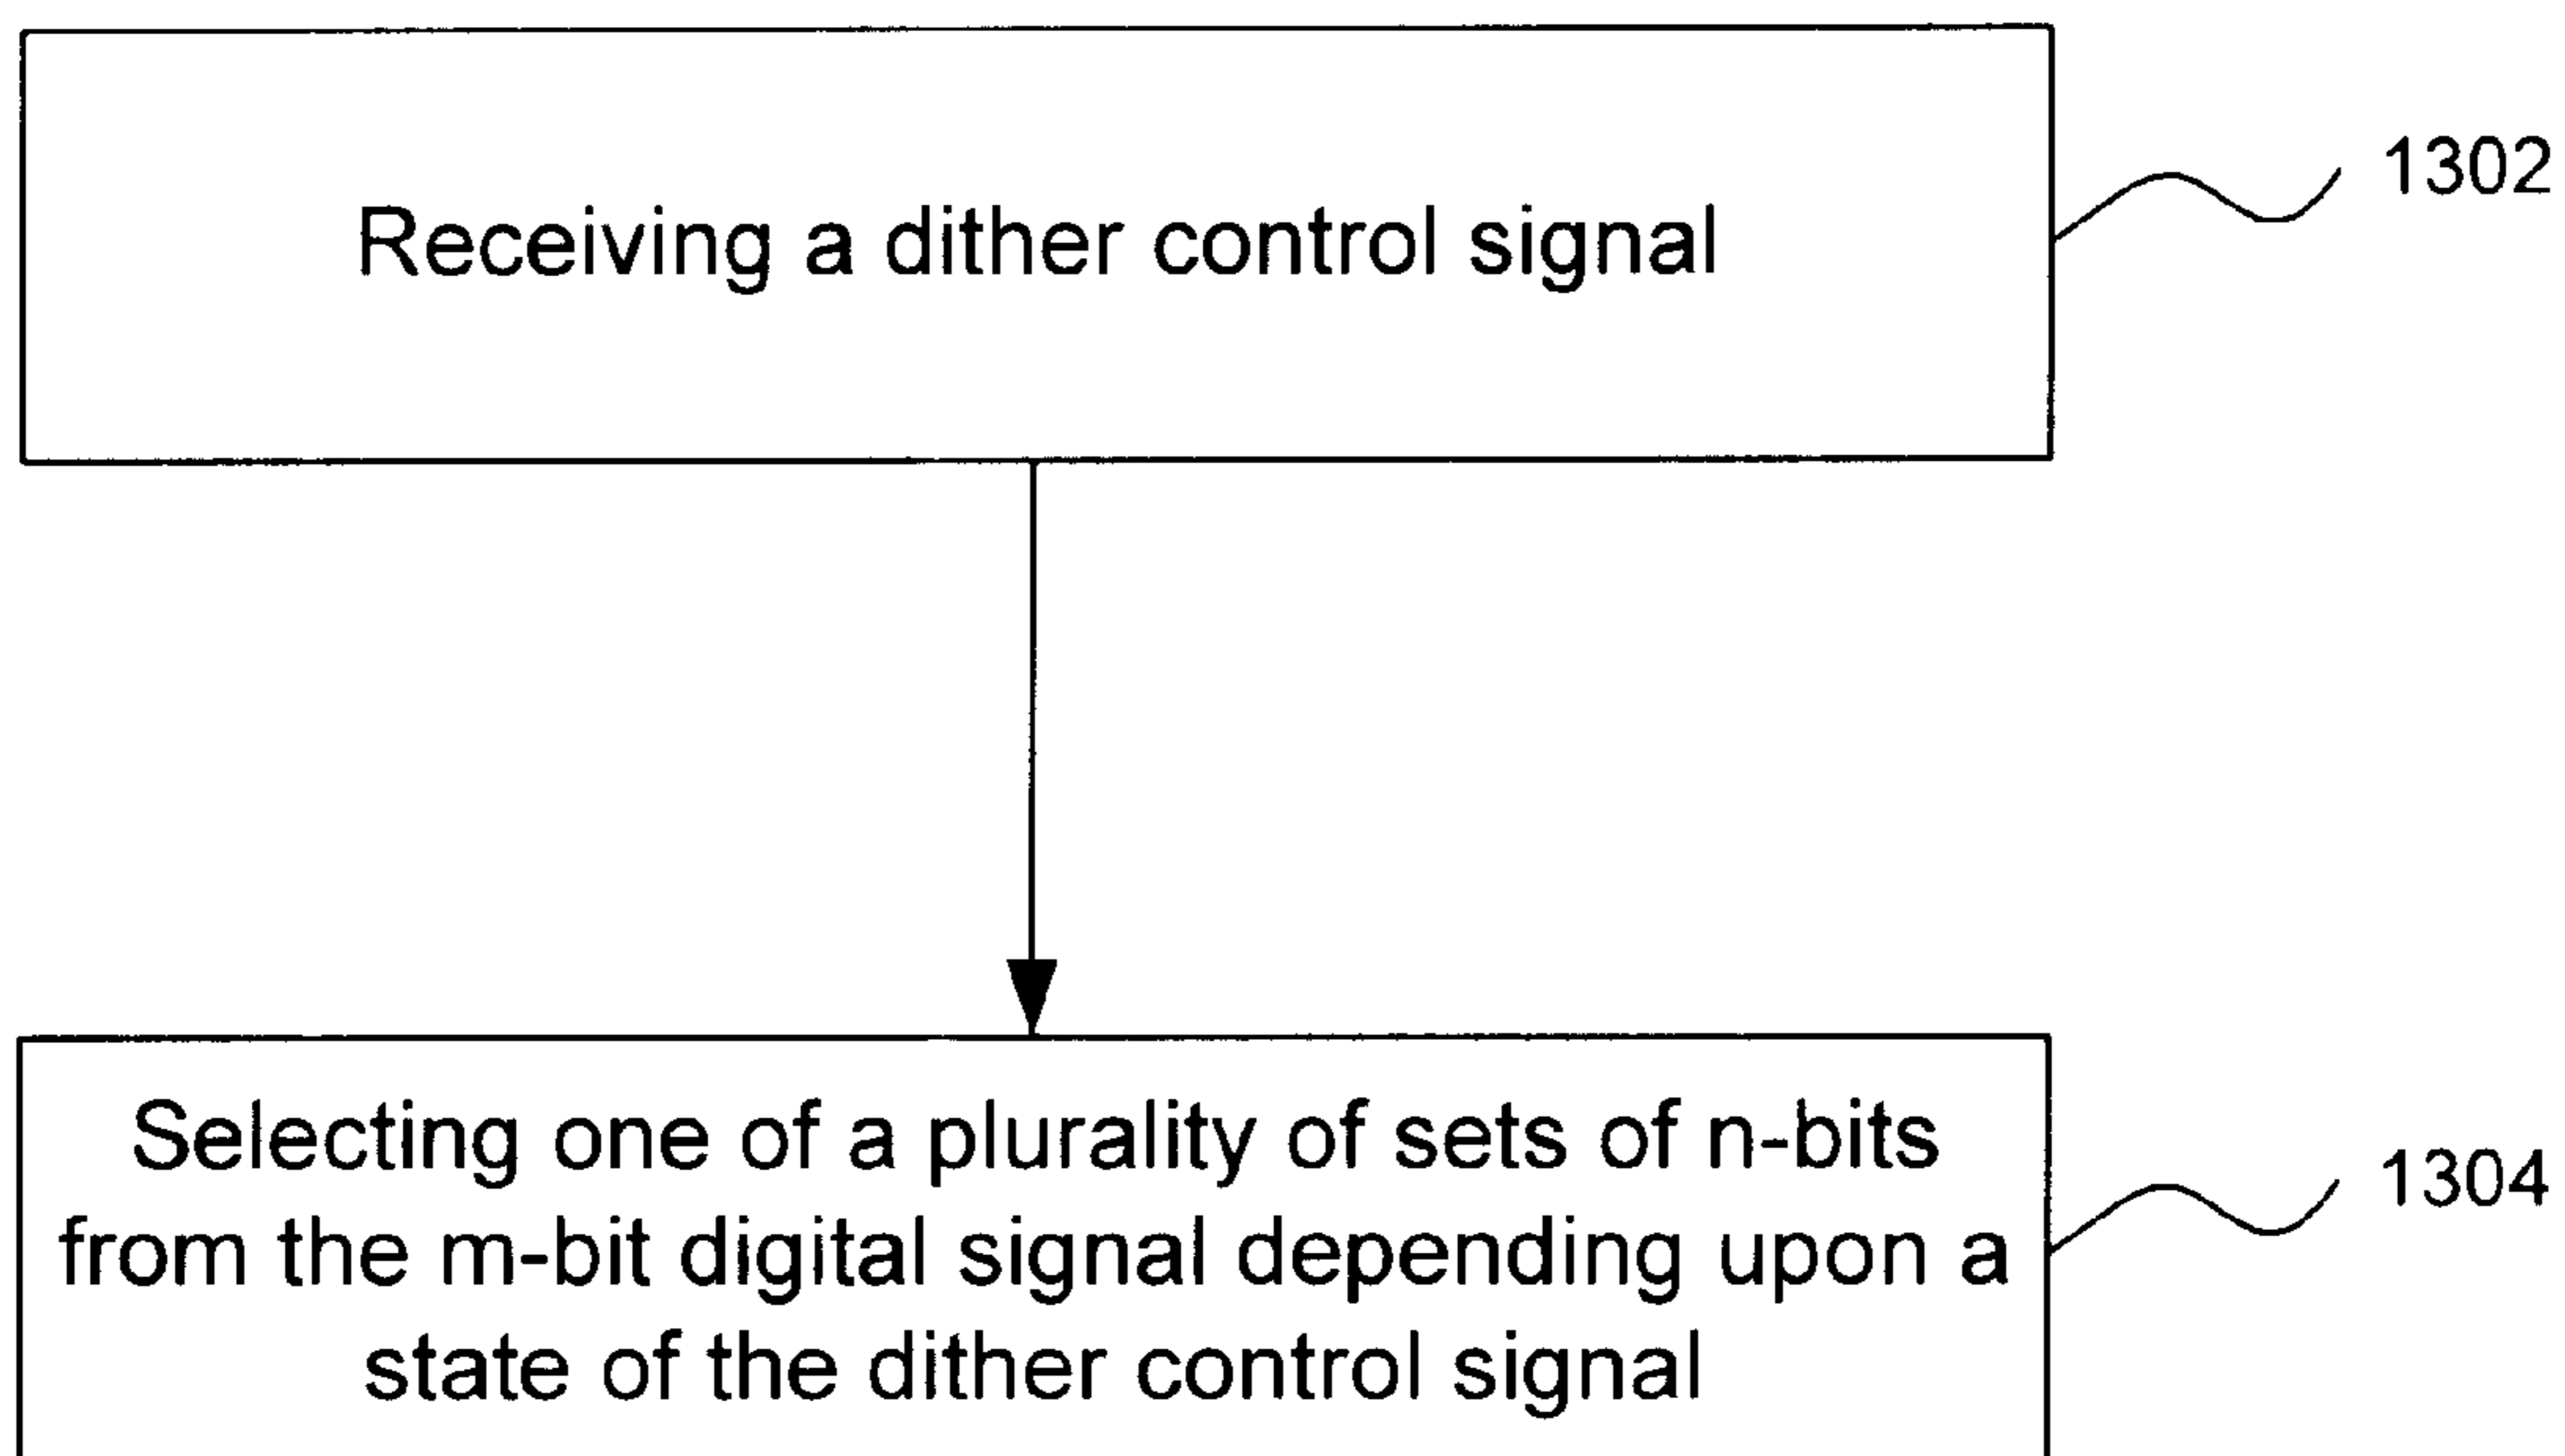 Receiving a dither control signal
1302
Selecting one of a plurality of sets of n-bits
from the m-bit digital signal depending upon a
state of the dither control signal
1304